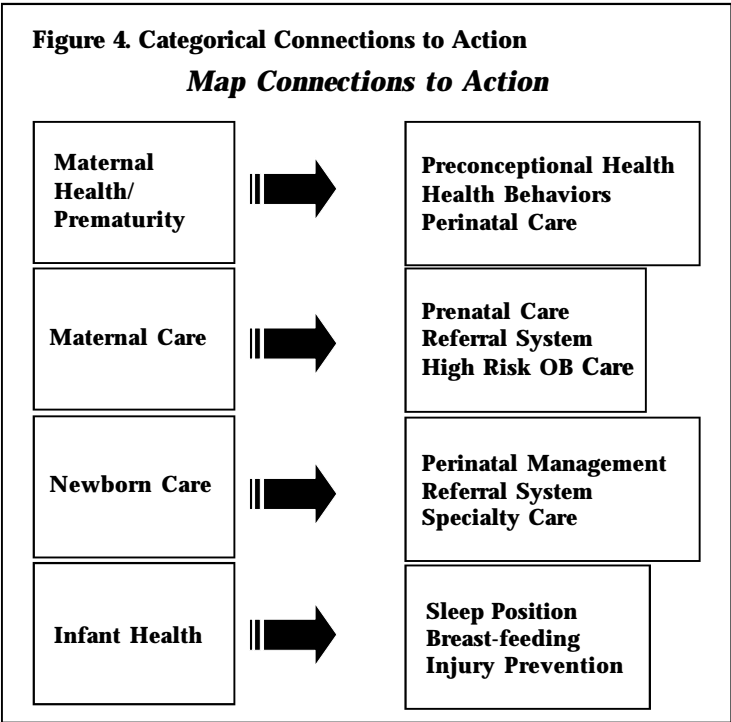 Figure 4. Categorical Connections to Action
Map Connections to Action
Maternal
Health/
Prematurity
Preconceptional Health
Health Behaviors
Perinatal Care
Maternal Care
Prenatal Care
Referral System
High Risk OB Care
Newborn Care
Perinatal Management
Referral System
Specialty Care
Infant Health
Sleep Position
Breast-feeding
Injury Prevention